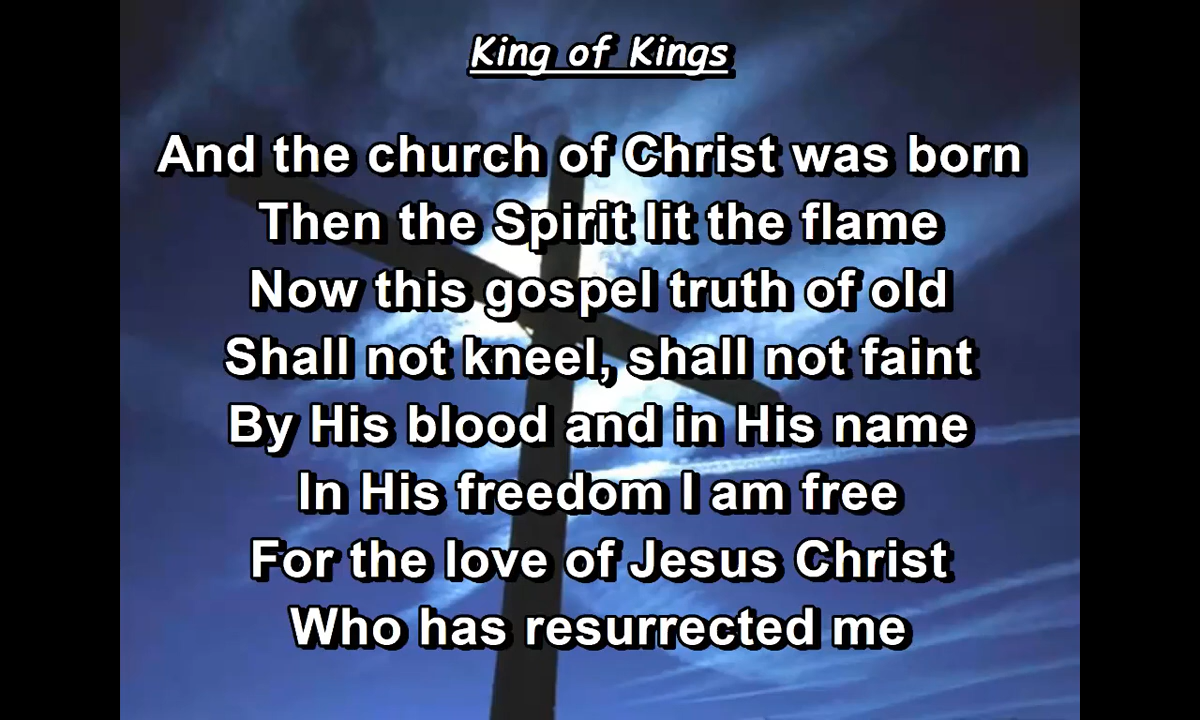 King of Kings
And the church of Christ was born
Then the Spirit lit the flame
Now this gospel truth of old
Shall not kneel, shall not faint
By His blood and in His name
In His freedom I am free
For the love of Jesus Christ
Who has resurrected me